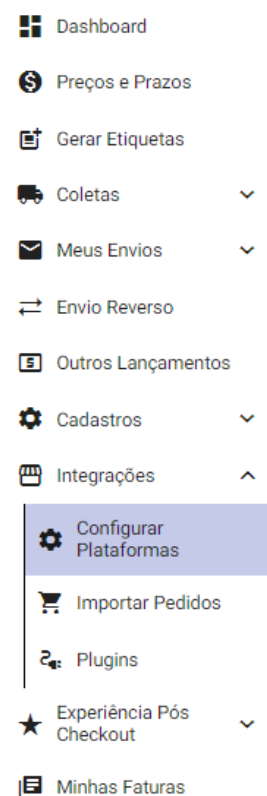 Dashboard
Preços e Prazos
Gerar Etiquetas
Coletas
Meus Envios
Envio Reverso
Outros Lançamentos
Cadastros
Integrações
Configurar
Plataformas
Importar Pedidos
Plugins
Experiência Pós
Checkout
Minhas Faturas